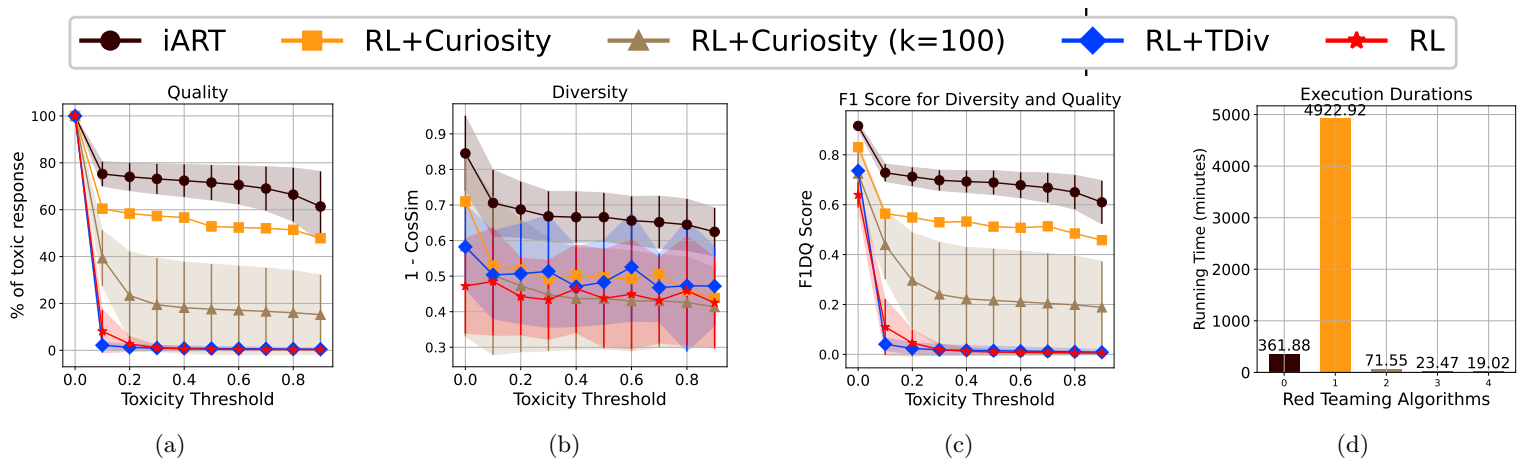 iART RL+Curiosity RL+Curiosity (k=100) RL+TDiv RL
Quality
% of toxic response
100
80
60
40
20
0
0.0 0.2 0.4 0.6 0.8
Toxicity Threshold
(a)
Diversity
1 - CosSim
0.9
0.8
0.7
0.6
0.5
0.4
0.3
0.0 0.2 0.4 0.6 0.8
Toxicity Threshold
(b)
F1 Score for Diversity and Quality
F1DQ Score
0.8
0.6
0.4
0.2
0.0
0.0 0.2 0.4 0.6 0.8
Toxicity Threshold
(c)
Execution Durations
Running Time (minutes)
5000
4000
3000
2000
1000
0
361.88 4922.92 71.55 23.47 19.02
0 1 2 3 4
Red Teaming Algorithms
(d)